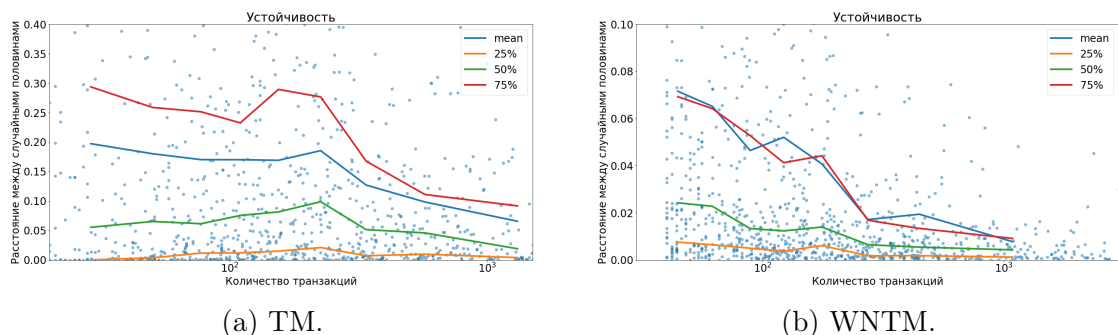 Устойчивость
Расстояние между случайными половинами
0.40
0.35
0.30
0.25
0.20
0.15
0.10
0.05
0.00
mean
25%
50%
75%
10²
10³
Количество транзакций
(a) TM.
Устойчивость
Расстояние между случайными половинами
0.10
0.08
0.06
0.04
0.02
0.00
mean
25%
50%
75%
10²
10³
Количество транзакций
(b) WNTM.